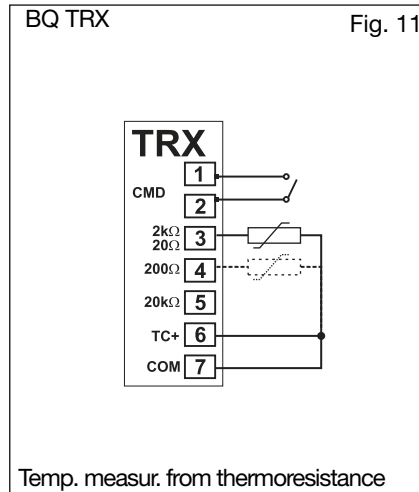 BQ TRX
Fig. 11
TRX
1
CMD
2
2kΩ
20Ω
3
200Ω
4
20kΩ
5
TC+
6
COM
7
Temp. measur. from thermoresistance